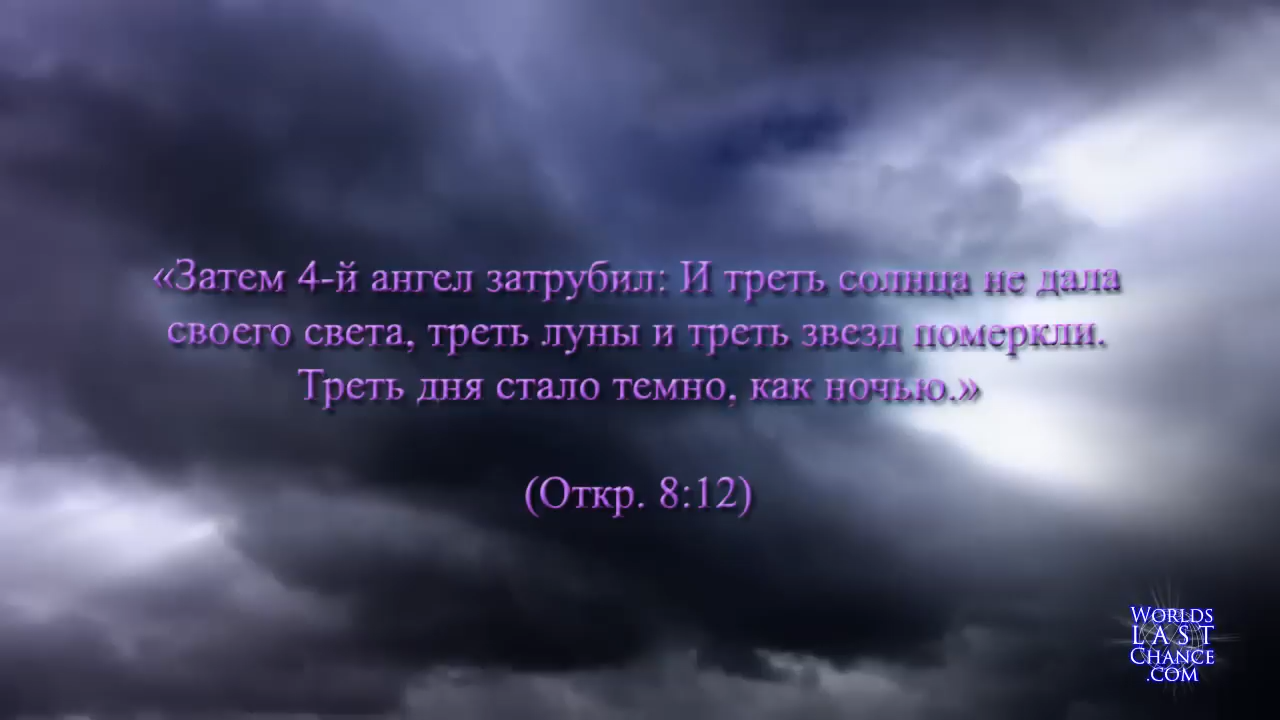 «Затем 4-й ангел затрубил: И треть солнца не дала
своего света, треть луны и треть звезд померкли.
Треть дня стало темно, как ночью.»
(Откр. 8:12)
WORLDS
LAST
CHANCE
.COM